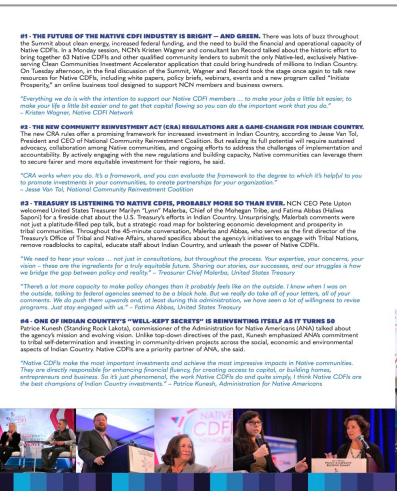 #1 - THE FUTURE OF THE NATIVE CDFI INDUSTRY IS BRIGHT – AND GREEN. There was lots of buzz throughout
the Summit about clean energy, increased federal funding, and the need to build the financial and operational capacity of
Native CDFIs. In a Monday session, NCN's Kristen Wagner and consultant Ian Record talked about the historic effort to
bring together 63 Native CDFIs and other qualified community lenders to submit the only Native-led, exclusively Native-
serving Clean Communities Investment Accelerator application that could bring hundreds of millions to Indian Country.
On Tuesday afternoon, in the final discussion of the Summit, Wagner and Record took the stage once again to talk new
resources for Native CDFIs, including white papers, policy briefs, webinars, events and a new program called "Initiate
Prosperity," an online business tool designed to support NCN members and business owners.
"Everything we do is with the intention to support our Native CDFI members ... to make your jobs a little bit easier, to
make your life a little bit easier and to get that capital flowing so you can do the important work that you do."
– Kristen Wagner, Native CDFI Network
#2 - THE NEW COMMUNITY REINVESTMENT ACT (CRA) REGULATIONS ARE A GAME-CHANGER FOR INDIAN COUNTRY.
The new CRA rules offer a promising framework for increased investment in Indian Country, according to Jesse Van Tol,
President and CEO of National Community Reinvestment Coalition. But realizing its full potential will require sustained
advocacy, collaboration among Native communities, and ongoing efforts to address the challenges of implementation and
accountability. By actively engaging with the new regulations and building capacity, Native communities can leverage them
to secure fairer and more equitable investment for their regions, he said.
"CRA works when you do. It's a framework, and you can evaluate the framework to the degree to which it's helpful to you
to promote investments in your communities, to create partnerships for your organization."
– Jesse Van Tol, National Community Reinvestment Coalition
#3 - TREASURY IS LISTENING TO NATIVE CDFIS, PROBABLY MORE SO THAN EVER. NCN CEO Pete Upton
welcomed United States Treasurer Marilyn "Lynn" Malerba, Chief of the Mohegan Tribe, and Fatima Abbas (Haliwa
Saponi) for a fireside chat about the U.S. Treasury's efforts in Indian Country. Unsurprisingly, Malerba's comments were
not just a platitude-filled pep talk, but a strategic road map for bolstering economic development and prosperity in
tribal communities. Throughout the 45-minute conversation, Malerba and Abbas, who serves as the first director of the
Treasury's Office of Tribal and Native Affairs, shared specifics about the agency's initiatives to engage with Tribal Nations,
remove roadblocks to capital, educate staff about Indian Country, and unleash the power of Native CDFIs.
"We need to hear your voices ... not just in consultations, but throughout the process. Your expertise, your concerns, your
vision – these are the ingredients for a truly equitable future. Sharing our stories, our successes, and our struggles is how
we bridge the gap between policy and reality." – Treasurer Chief Malerba, United States Treasury
"There's a lot more capacity to make policy changes then it probably feels like on the outside. I know when I was on
the outside, talking to federal agencies seemed to be a black hole. But we really do take all of your letters, all of your
comments. We do push them upwards and, at least during this administration, we have seen a lot of willingness to revise
programs. Just stay engaged with us." – Fatima Abbas, United States Treasury
#4 - ONE OF INDIAN COUNTRY'S "WELL-KEPT SECRETS" IS REINVENTING ITSELF AS IT TURNS 50
Patrice Kunesh (Standing Rock Lakota), commissioner of the Administration for Native Americans (ANA) talked about
the agency's mission and evolving vision. Unlike top-down directives of the past, Kunesh emphasized ANA's commitment
to tribal self-determination and investing in community-driven projects across the social, economic and environmental
aspects of Indian Country. Native CDFIs are a priority partner of ANA, she said.
"Native CDFIs make the most important investments and achieve the most impressive impacts in Native communities.
They are directly responsible for enhancing financial fluency, for creating access to capital, or building homes,
entrepreneurs and business. So it's just phenomenal, the work Native CDFIs do and quite simply, I think Native CDFIs are
the best champions of Indian Country investments." – Patrice Kunesh, Administration for Native Americans